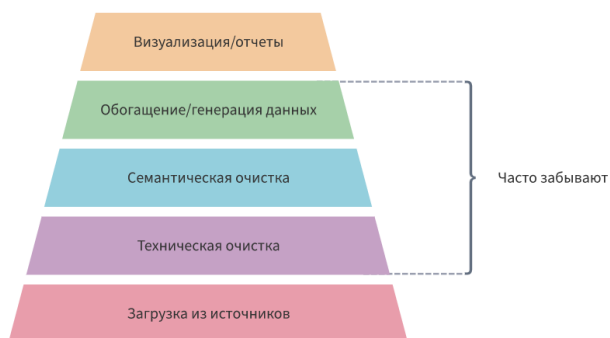 Визуализация/отчеты
Обогащение/генерация данных
Семантическая очистка
Часто забывают
Техническая очистка
Загрузка из источников